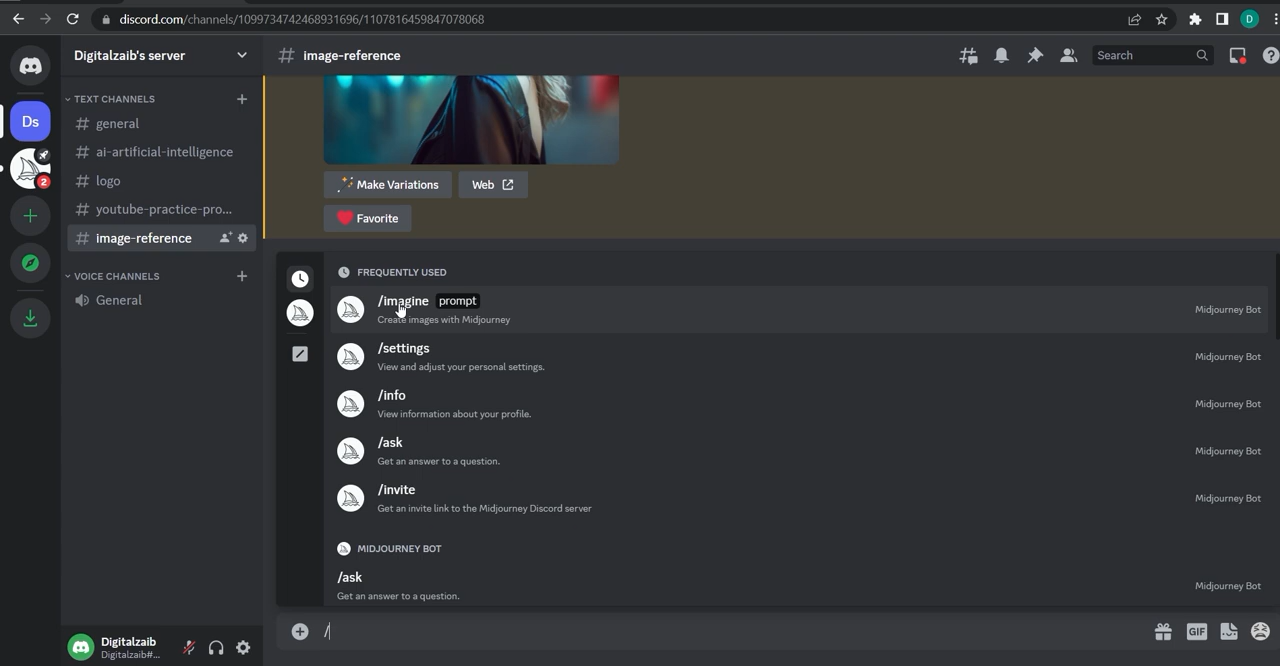 discord.com/channels/1099734742468931696/1107816459847078068
D
Digitalzaib's server
# image-reference
Search
Ds
2
TEXT CHANNELS
# general
# ai-artificial-intelligence
# logo
# youtube-practice-pro...
# image-reference
VOICE CHANNELS
General
Make Variations
Web
Favorite
FREQUENTLY USED
/imagine prompt
Create images with Midjourney
Midjourney Bot
/settings
View and adjust your personal settings.
Midjourney Bot
/info
View information about your profile.
Midjourney Bot
/ask
Get an answer to a question.
Midjourney Bot
/invite
Get an invite link to the Midjourney Discord server
Midjourney Bot
MIDJOURNEY BOT
/ask
Get an answer to a question.
Midjourney Bot
/
GIF
Digitalzaib
Digitalzaib#...